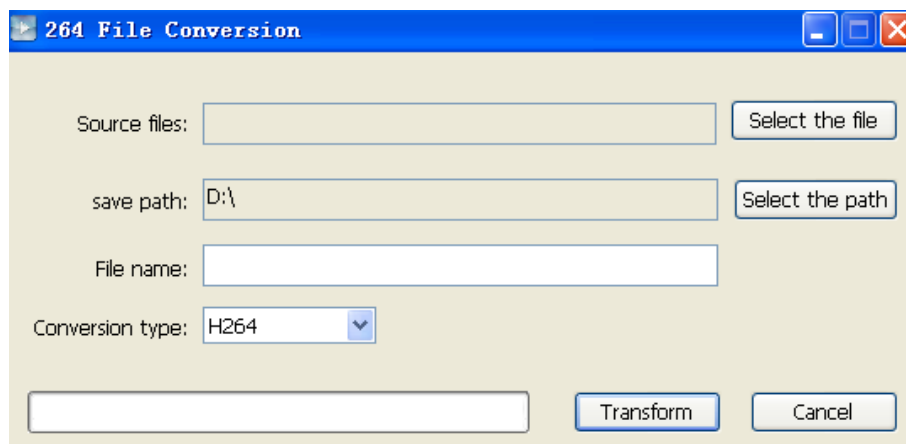 264 File Conversion
Source files:
Select the file
save path:
D:\
Select the path
File name:
Conversion type:
H264
Transform
Cancel